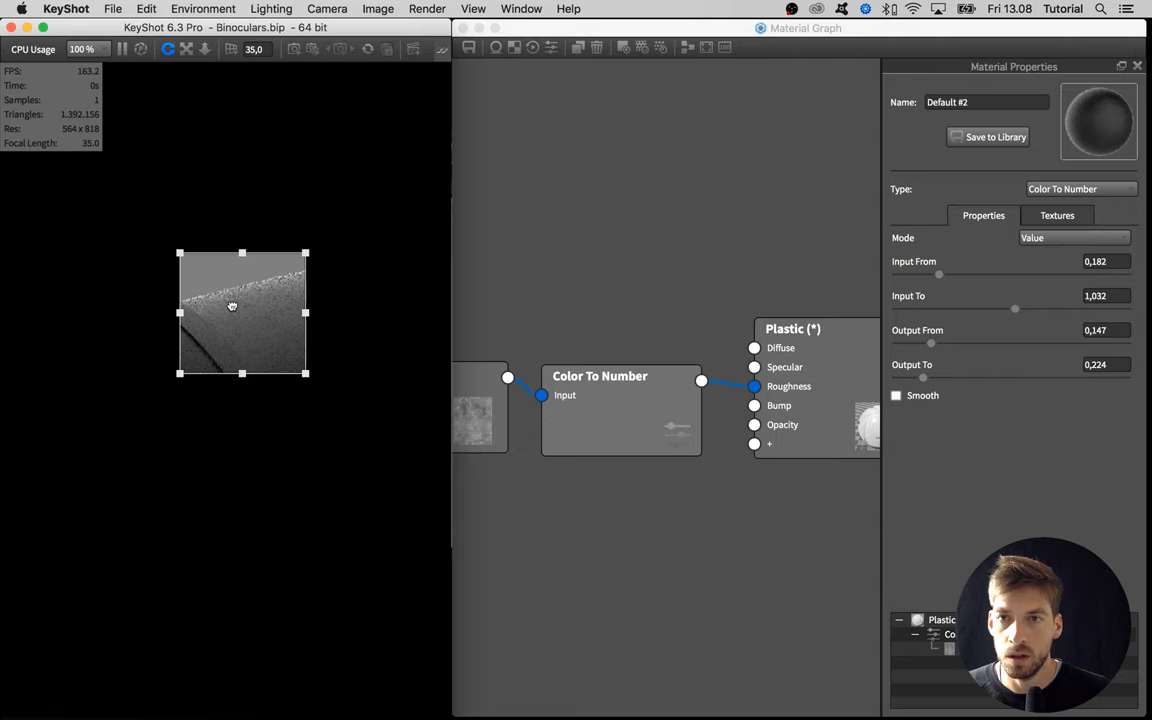 KeyShot File Edit Environment Lighting Camera Image Render View Window Help Fri 13.08 Tutorial
KeyShot 6.3 Pro - Binoculars.bip - 64 bit
Material Graph
CPU Usage 100 % 35,0
Material Properties
FPS: 163.2
Time: 0s
Samples: 1
Triangles: 1.392.156
Res: 564 x 818
Focal Length: 35.0
Name: Default #2
Save to Library
Type: Color To Number
Properties Textures
Mode Value
Input From 0,182
Input To 1,032
Output From 0,147
Output To 0,224
Smooth
Color To Number
Input
Plastic (*)
Diffuse
Specular
Roughness
Bump
Opacity
+
Plastic
Co